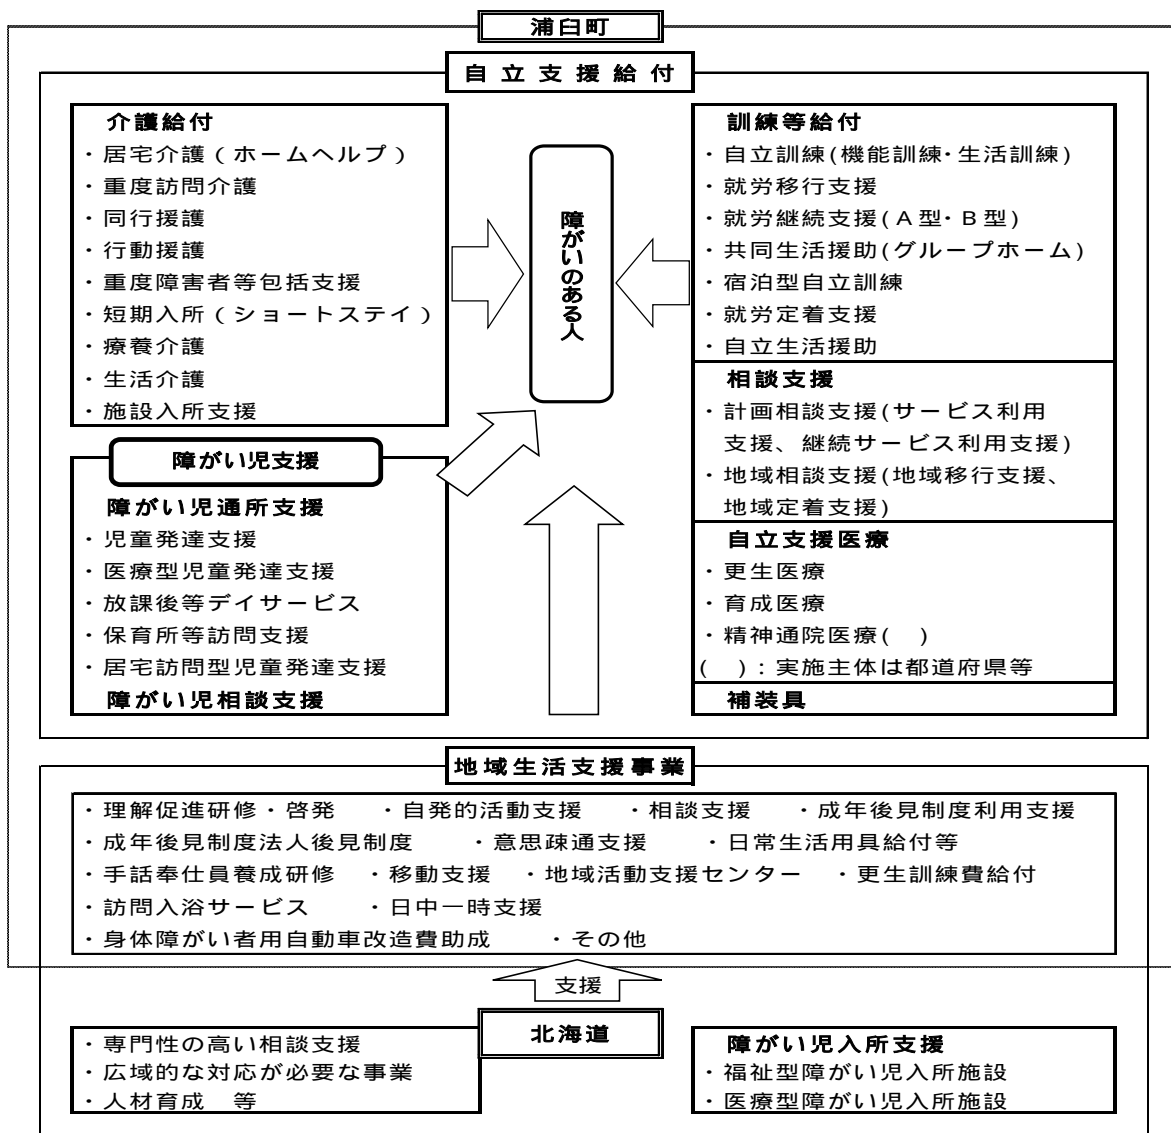 浦臼町
自立支援給付
介護給付
・居宅介護（ホームヘルプ）
・重度訪問介護
・同行援護
・行動援護
・重度障害者等包括支援
・短期入所（ショートステイ）
・療養介護
・生活介護
・施設入所支援
障がい児支援
障がい児通所支援
・児童発達支援
・医療型児童発達支援
・放課後等デイサービス
・保育所等訪問支援
・居宅訪問型児童発達支援
障がい児相談支援
障がいのある人
訓練等給付
・自立訓練(機能訓練・生活訓練)
・就労移行支援
・就労継続支援(Ａ型・Ｂ型)
・共同生活援助(グループホーム)
・宿泊型自立訓練
・就労定着支援
・自立生活援助
相談支援
・計画相談支援(サービス利用
支援、継続サービス利用支援)
・地域相談支援(地域移行支援、
地域定着支援)
自立支援医療
・更生医療
・育成医療
・精神通院医療(　)
(　)：実施主体は都道府県等
補装具
地域生活支援事業
・理解促進研修・啓発　・自発的活動支援　・相談支援　・成年後見制度利用支援
・成年後見制度法人後見制度　・意思疎通支援　・日常生活用具給付等
・手話奉仕員養成研修　・移動支援　・地域活動支援センター　・更生訓練費給付
・訪問入浴サービス　・日中一時支援
・身体障がい者用自動車改造費助成　・その他
支援
北海道
・専門性の高い相談支援
・広域的な対応が必要な事業
・人材育成　等
障がい児入所支援
・福祉型障がい児入所施設
・医療型障がい児入所施設